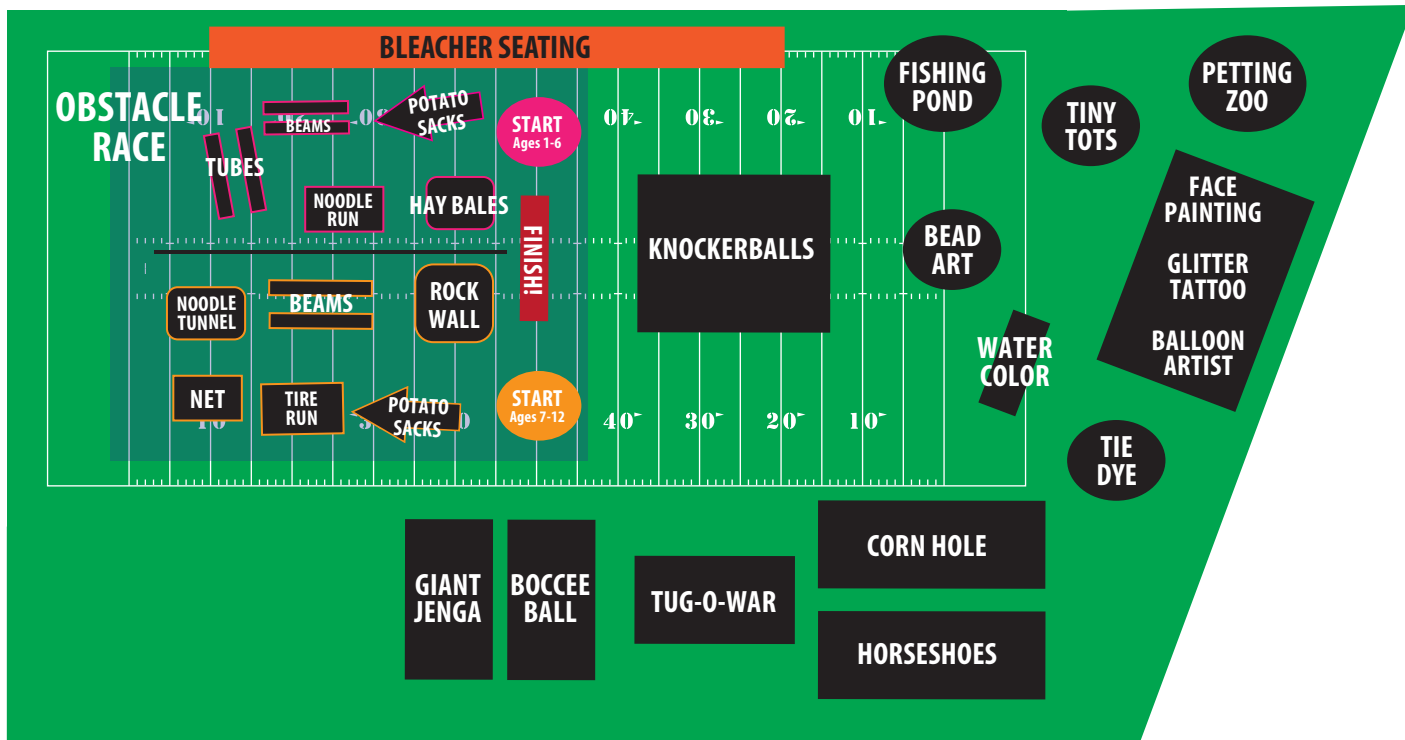 BLEACHER SEATING
OBSTACLE
RACE
POTATO
SACKS
BEAMS
TUBES
START
Ages 1-6
NOODLE
RUN
HAY BALES
FINISH!
NOODLE
TUNNEL
BEAMS
ROCK
WALL
NET
TIRE
RUN
POTATO
SACKS
START
Ages 7-12
10
40
30
20
10
40
30
20
10
KNOCKERBALLS
FISHING
POND
TINY
TOTS
PETTING
ZOO
BEAD
ART
FACE
PAINTING
GLITTER
TATTOO
BALLOON
ARTIST
WATER
COLOR
TIE
DYE
GIANT
JENGA
BOCCEE
BALL
TUG-O-WAR
CORN HOLE
HORSESHOES